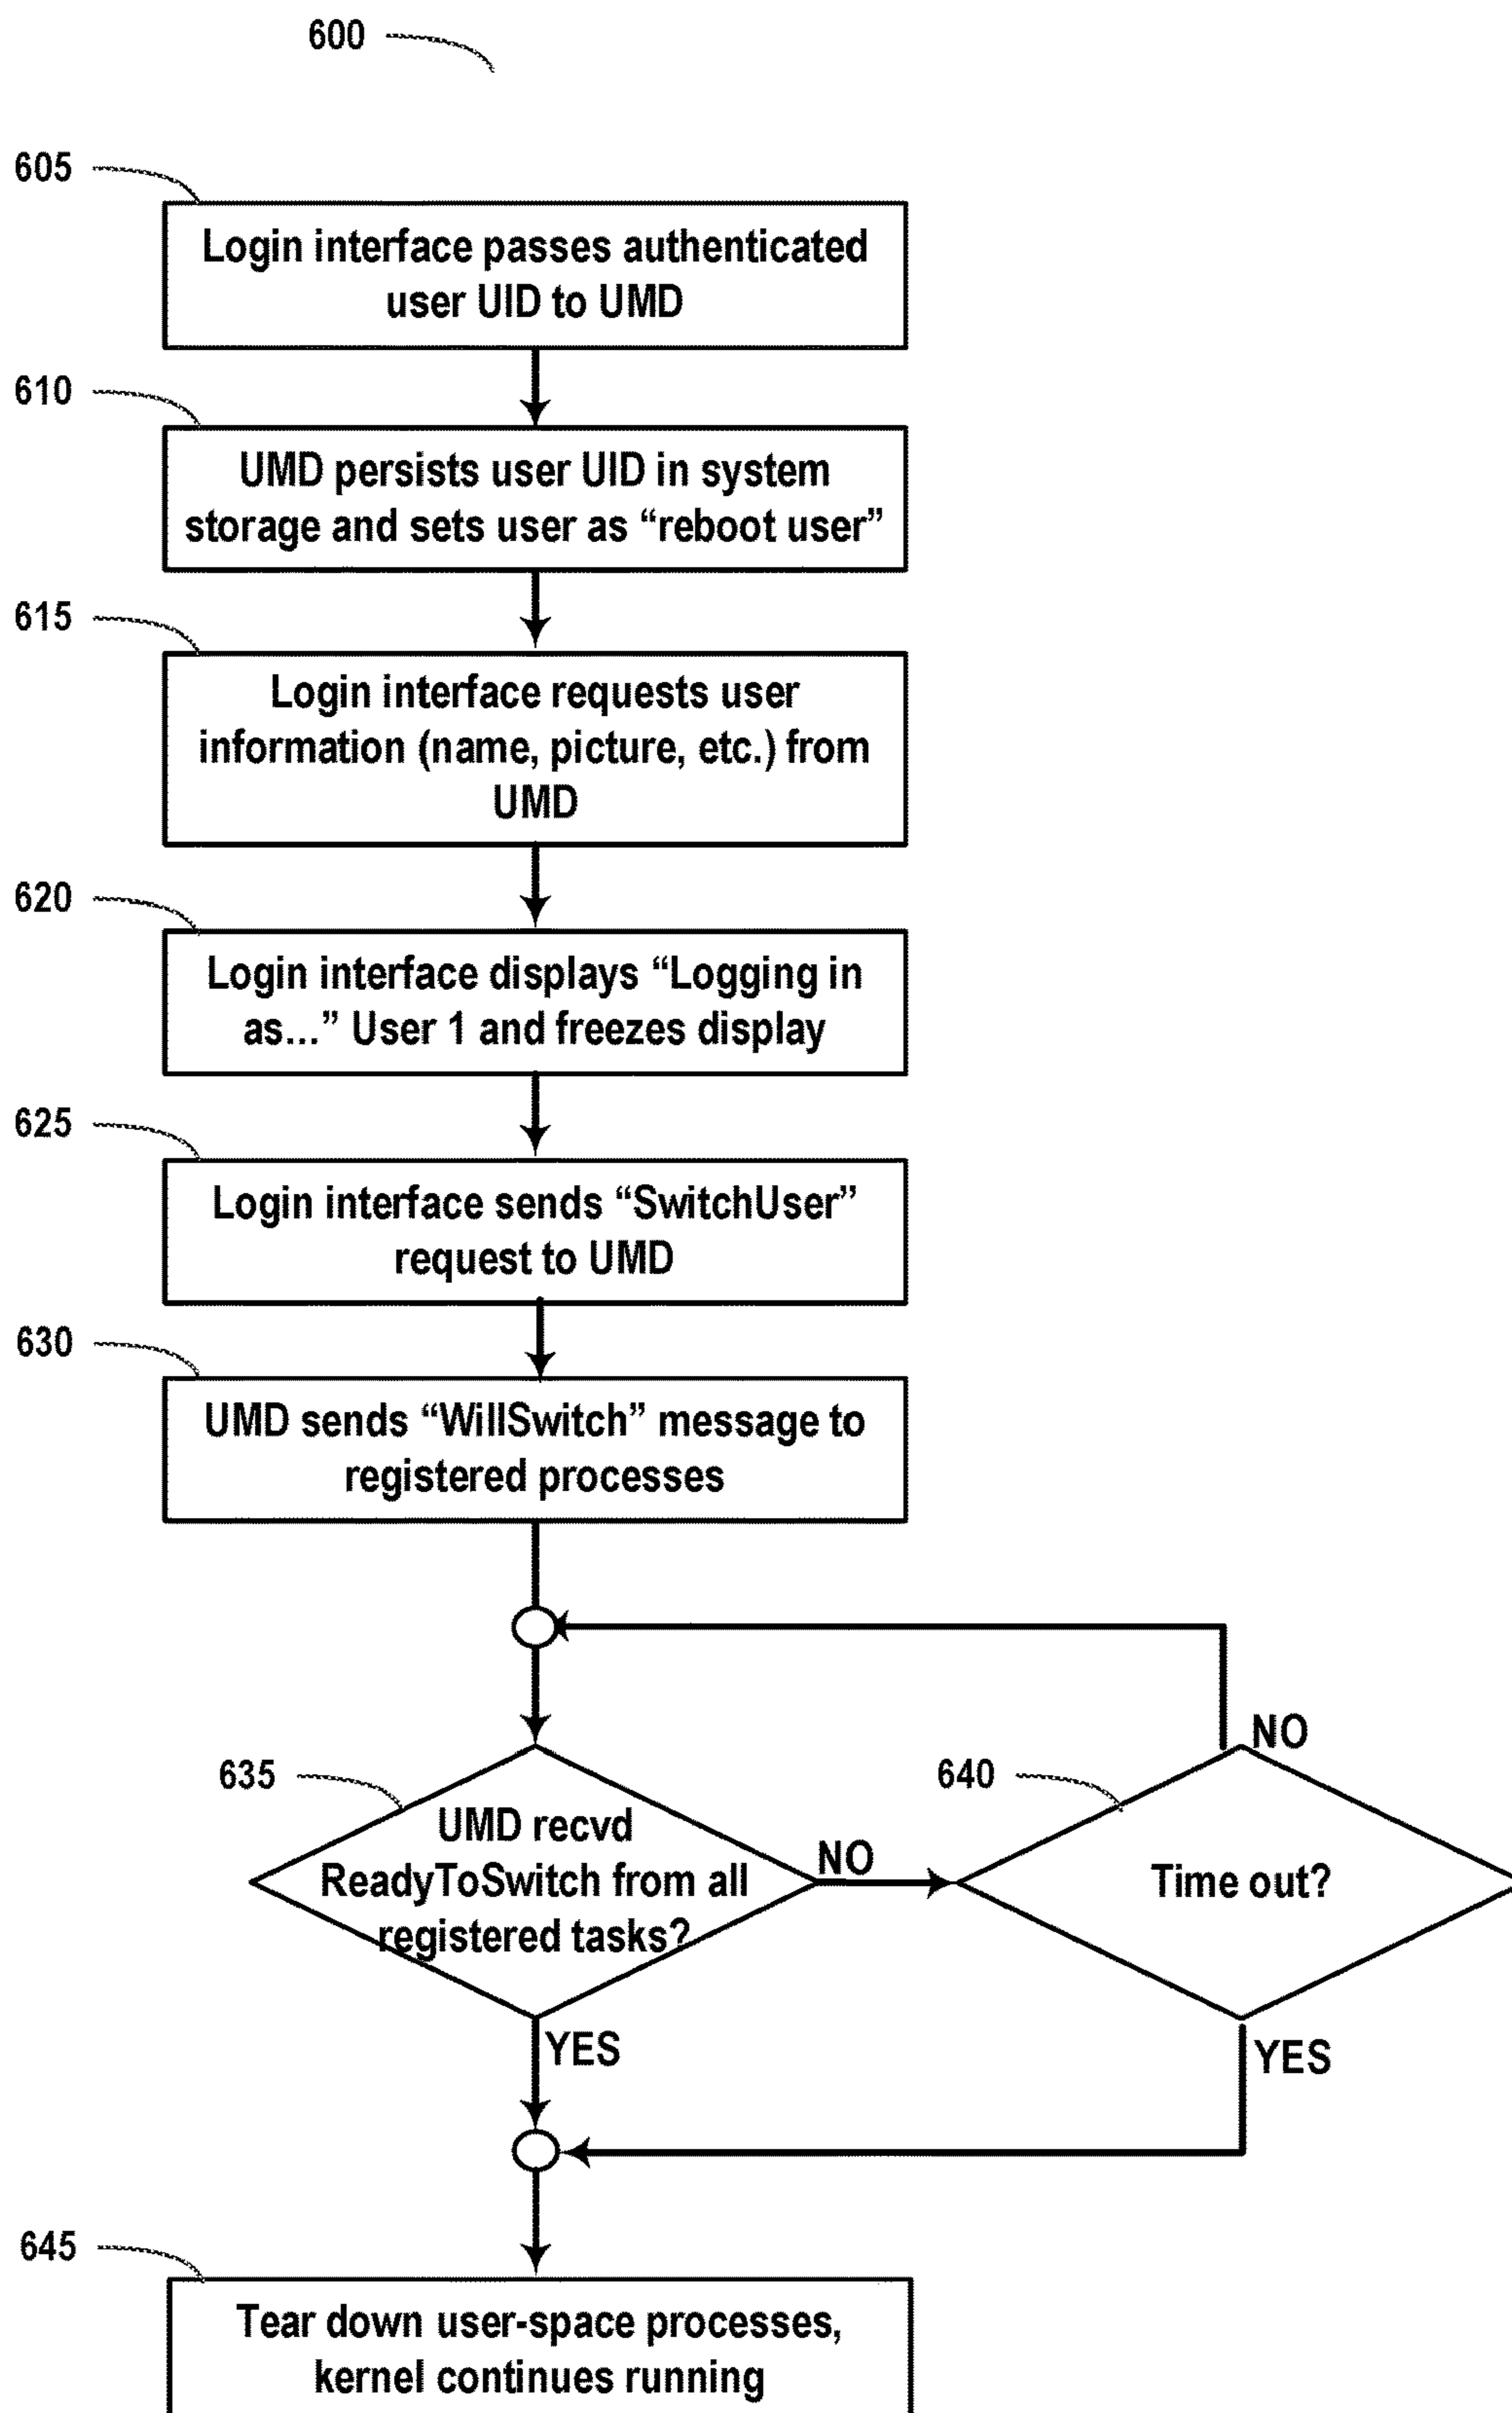 600
605
Login interface passes authenticated
user UID to UMD
610
UMD persists user UID in system
storage and sets user as “reboot user”
615
Login interface requests user
information (name, picture, etc.) from
UMD
620
Login interface displays “Logging in
as...” User 1 and freezes display
625
Login interface sends “SwitchUser”
request to UMD
630
UMD sends “WillSwitch” message to
registered processes
635
UMD recvd
ReadyToSwitch from all
registered tasks?
NO
640
Time out?
NO
YES
YES
645
Tear down user-space processes,
kernel continues running